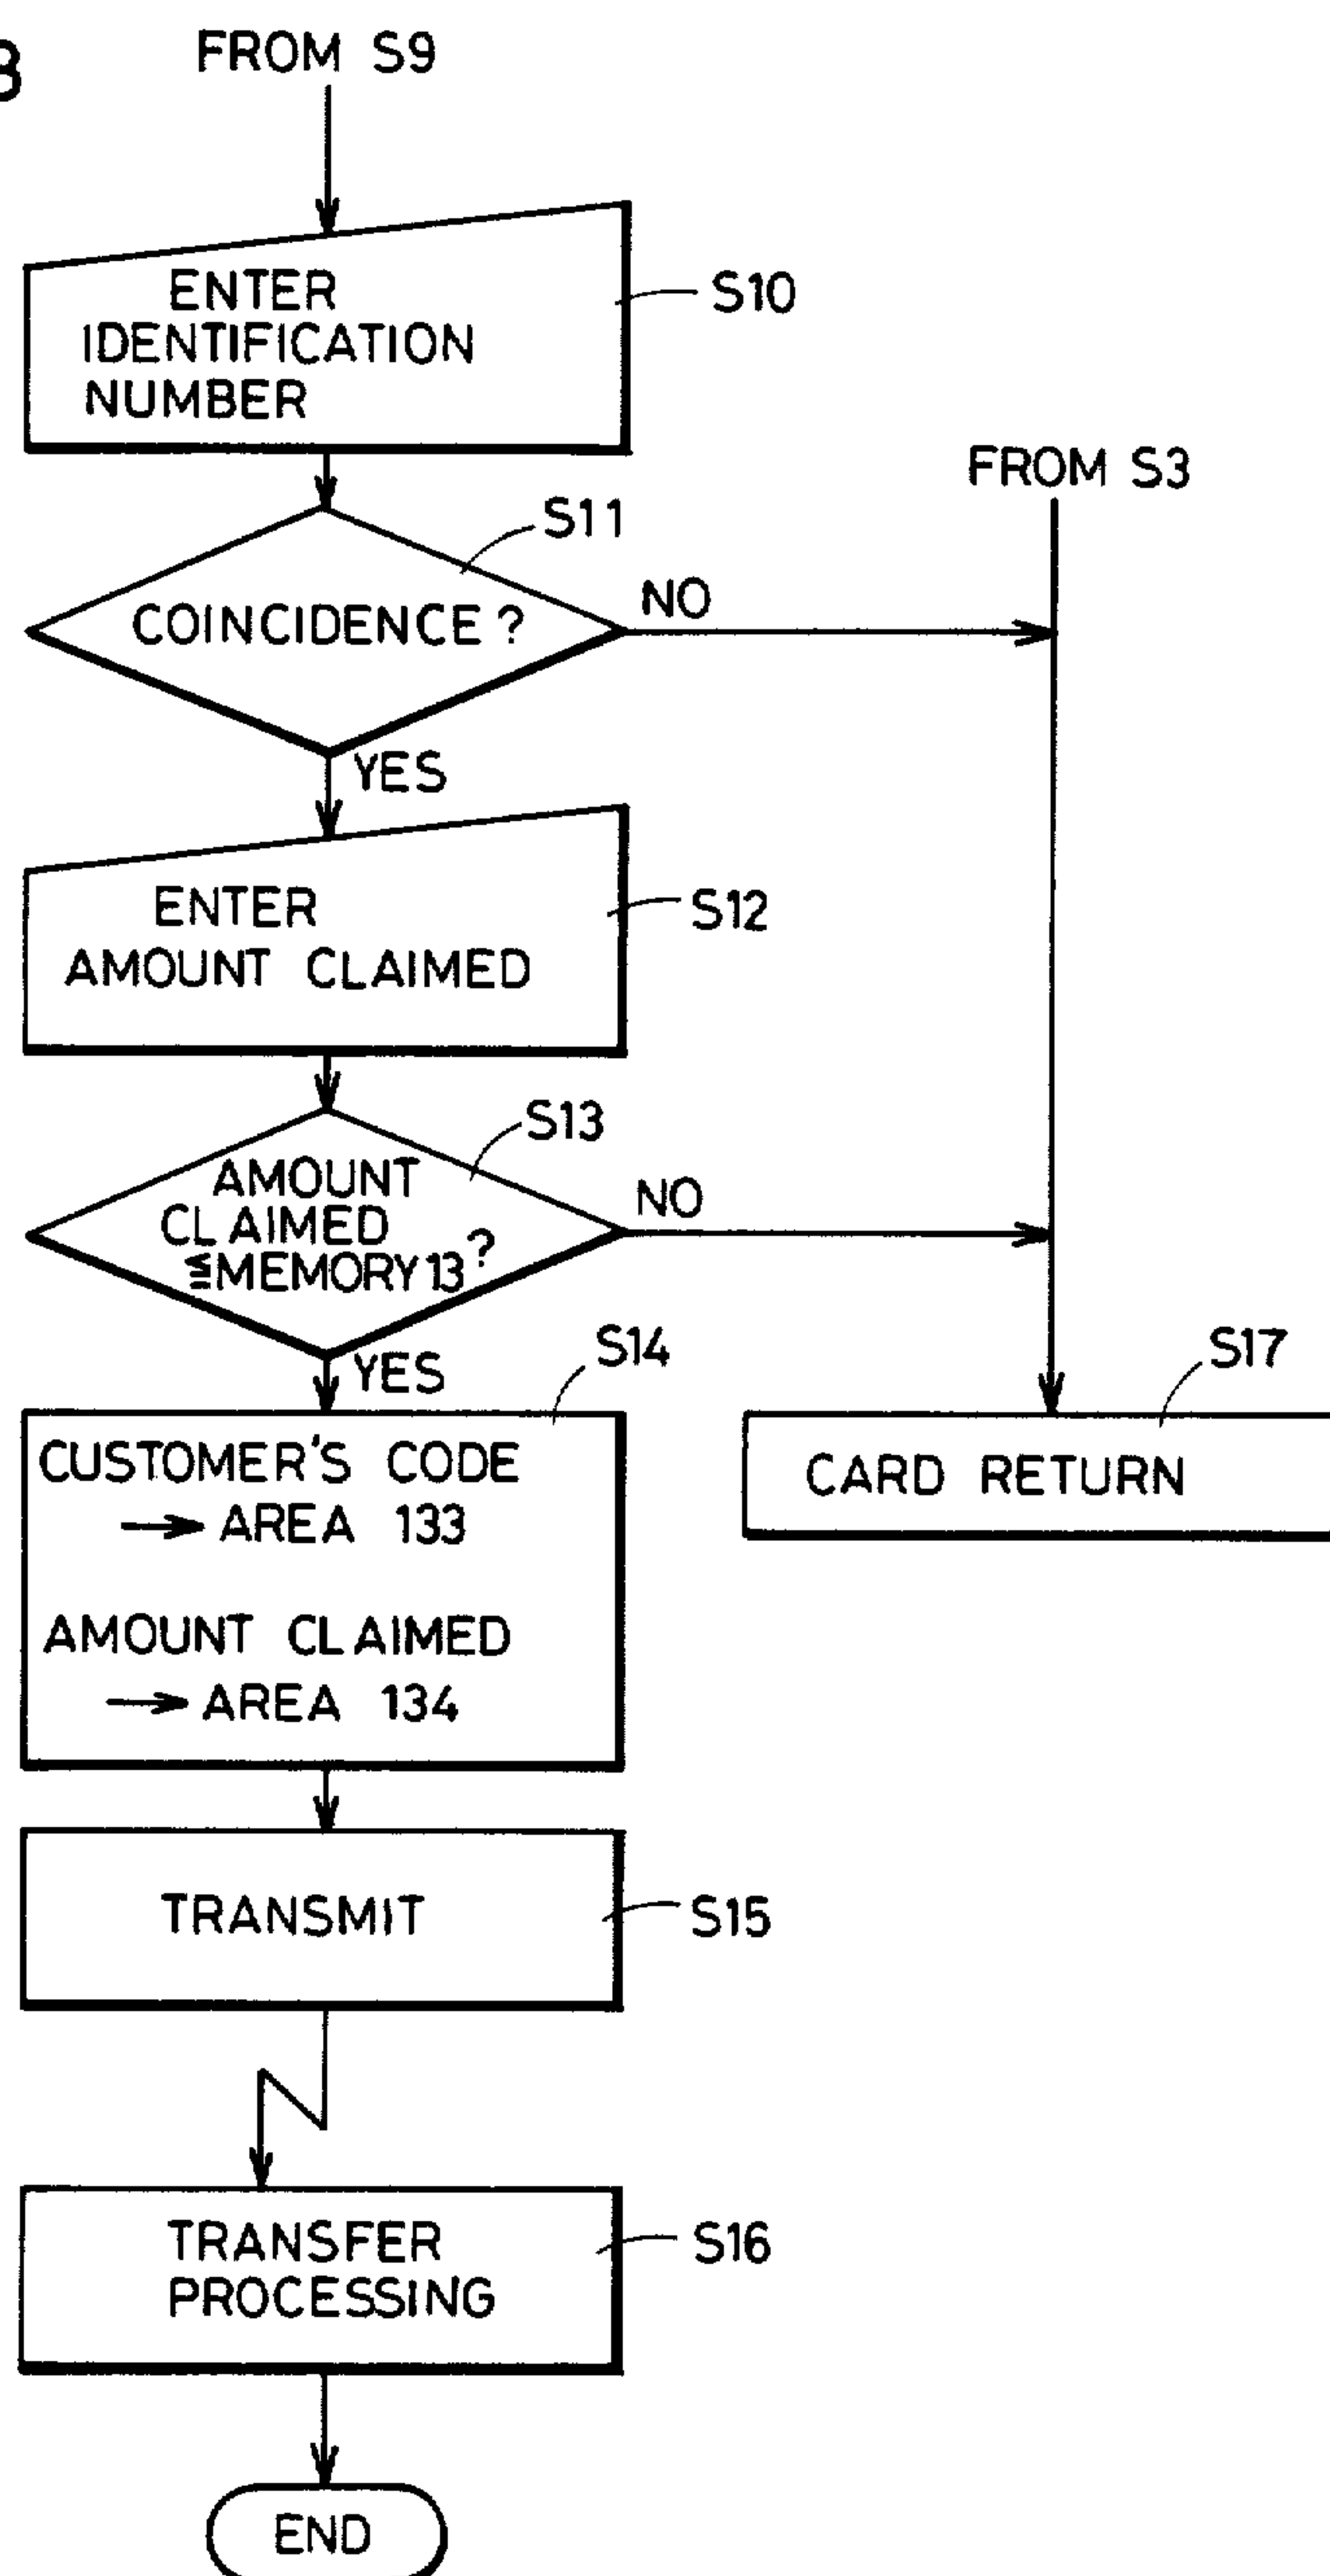 FROM S9
ENTER
IDENTIFICATION
NUMBER
S10
FROM S3
S11
COINCIDENCE ?
NO
YES
ENTER
AMOUNT CLAIMED
S12
S13
AMOUNT
CLAIMED
≦MEMORY13?
NO
YES
S14
CUSTOMER'S CODE
→ AREA 133
AMOUNT CLAIMED
→ AREA 134
S17
CARD RETURN
TRANSMIT
S15
TRANSFER
PROCESSING
S16
END